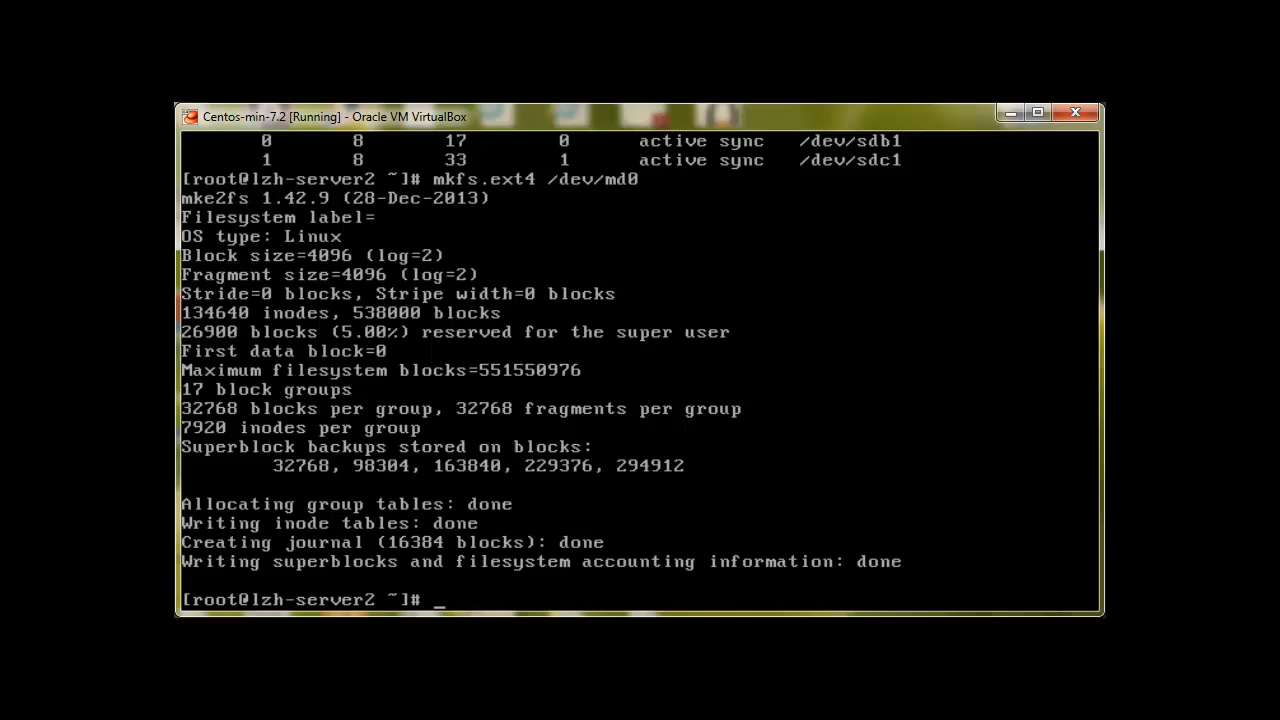 Centos-min-7.2 [Running] - Oracle VM VirtualBox
0 8 17 0 active sync /dev/sdb1
1 8 33 1 active sync /dev/sdc1
[root@lzh-server2 ~]# mkfs.ext4 /dev/md0
mke2fs 1.42.9 (28-Dec-2013)
Filesystem label=
OS type: Linux
Block size=4096 (log=2)
Fragment size=4096 (log=2)
Stride=0 blocks, Stripe width=0 blocks
134640 inodes, 538000 blocks
26900 blocks (5.00%) reserved for the super user
First data block=0
Maximum filesystem blocks=551550976
17 block groups
32768 blocks per group, 32768 fragments per group
7920 inodes per group
Superblock backups stored on blocks:
32768, 98304, 163840, 229376, 294912
Allocating group tables: done
Writing inode tables: done
Creating journal (16384 blocks): done
Writing superblocks and filesystem accounting information: done
[root@lzh-server2 ~]# _